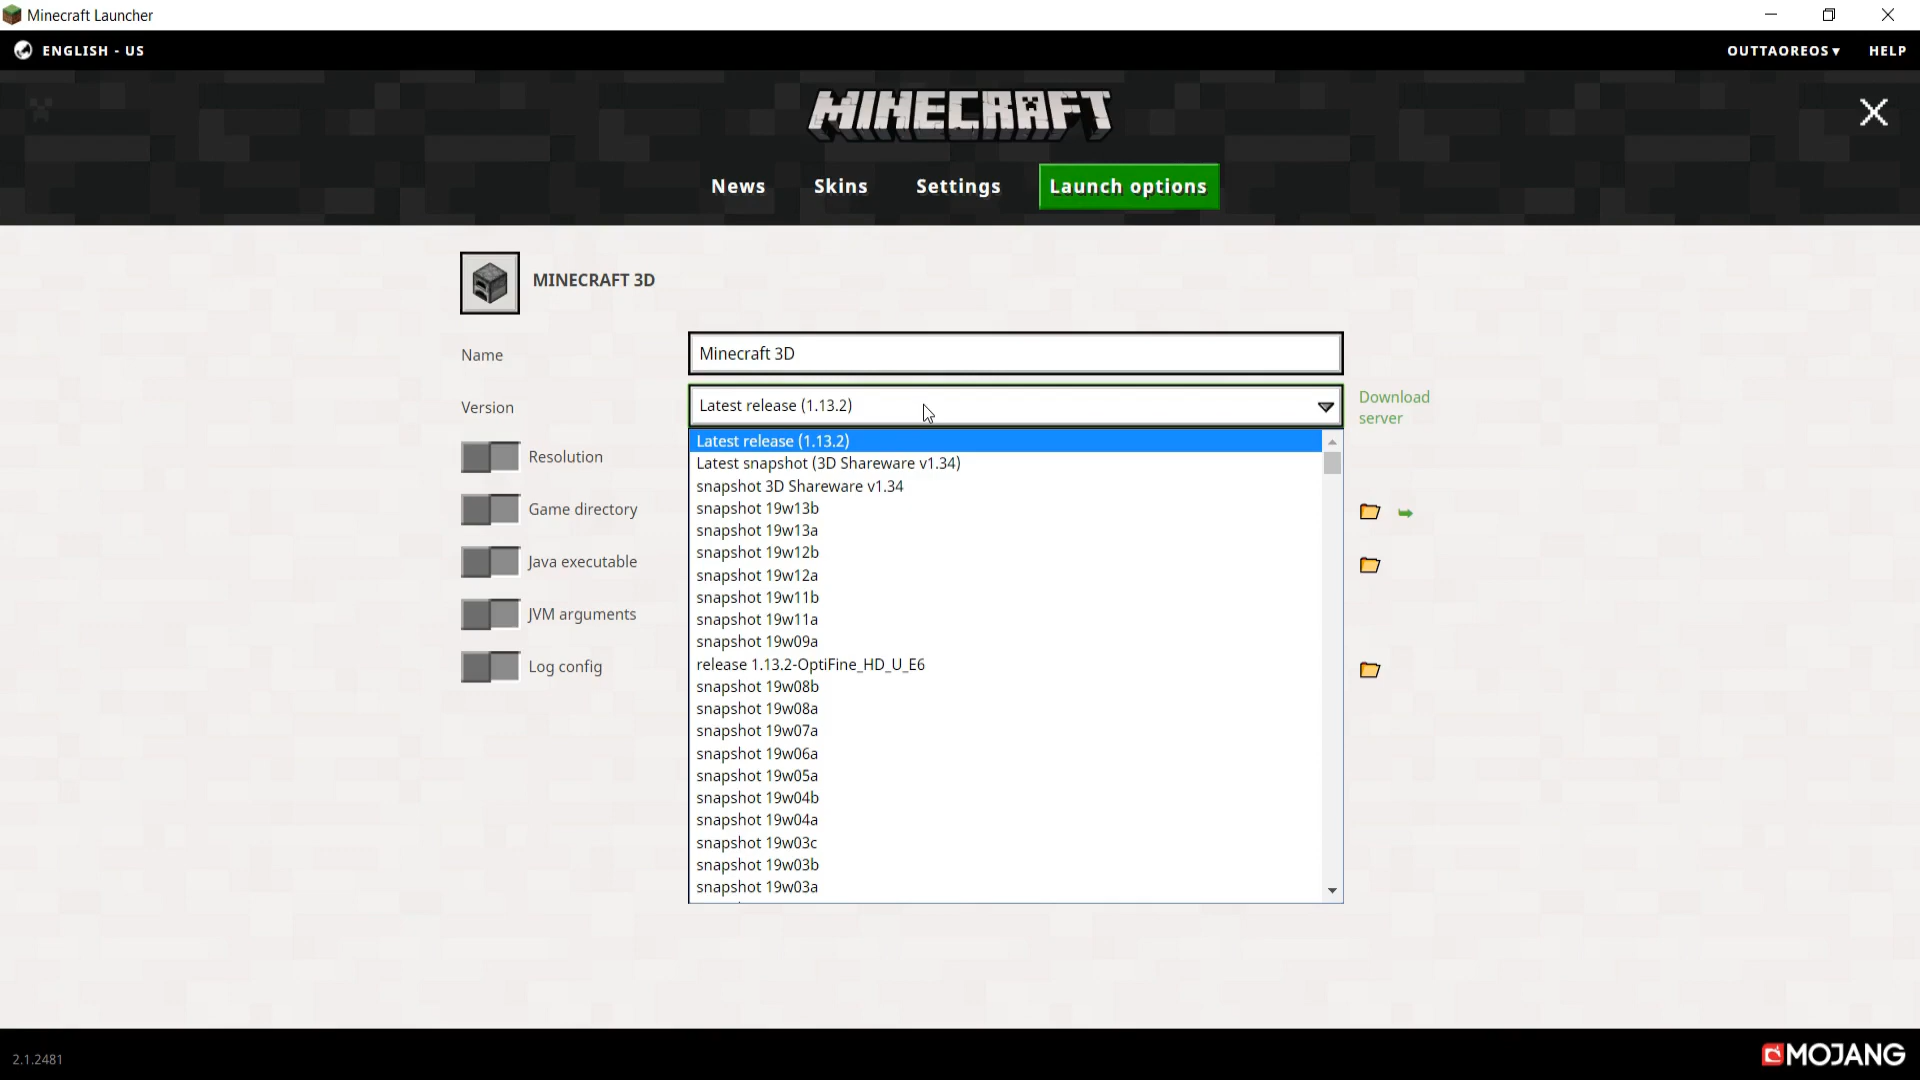 Minecraft Launcher
ENGLISH - US
OUTTAOREOS▾ HELP
MINECRAFT
News Skins Settings Launch options
MINECRAFT 3D
Name Minecraft 3D
Version Latest release (1.13.2)
Download
server
Latest release (1.13.2)
Latest snapshot (3D Shareware v1.34)
snapshot 3D Shareware v1.34
snapshot 19w13b
snapshot 19w13a
snapshot 19w12b
snapshot 19w12a
snapshot 19w11b
snapshot 19w11a
snapshot 19w09a
release 1.13.2-OptiFine_HD_U_E6
snapshot 19w08b
snapshot 19w08a
snapshot 19w07a
snapshot 19w06a
snapshot 19w05a
snapshot 19w04b
snapshot 19w04a
snapshot 19w03c
snapshot 19w03b
snapshot 19w03a
Resolution
Game directory
Java executable
JVM arguments
Log config
2.1.2481
MOJANG